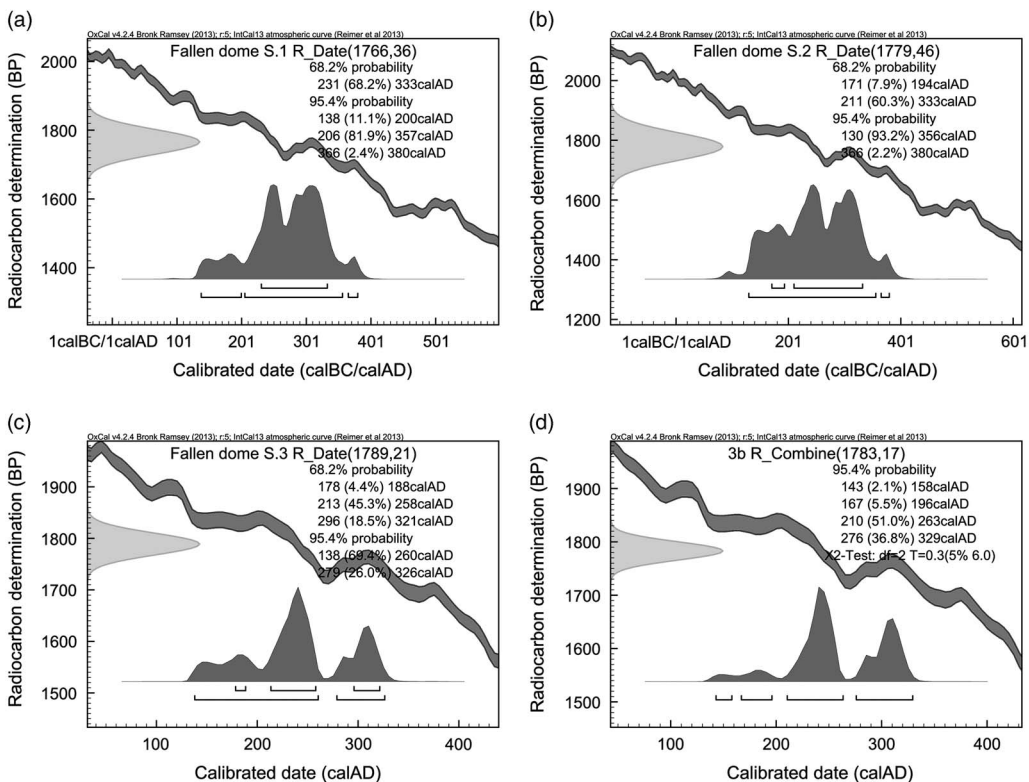 (a)
OxCal v4.2.4 Bronk Ramsey (2013); r:5; IntCal13 atmospheric curve (Reimer et al 2013)
Fallen dome S.1 R_Date(1766,36)
68.2% probability
231 (68.2%) 333calAD
95.4% probability
138 (11.1%) 200calAD
206 (81.9%) 357calAD
366 (2.4%) 380calAD
Radiocarbon determination (BP)
2000
1800
1600
1400
1calBC/1calAD 101 201 301 401 501
Calibrated date (calBC/calAD)
(b)
OxCal v4.2.4 Bronk Ramsey (2013); r:5; IntCal13 atmospheric curve (Reimer et al 2013)
Fallen dome S.2 R_Date(1779,46)
68.2% probability
171 (7.9%) 194calAD
211 (60.3%) 333calAD
95.4% probability
130 (93.2%) 356calAD
366 (2.2%) 380calAD
Radiocarbon determination (BP)
2000
1800
1600
1400
1200
1calBC/1calAD 201 401 601
Calibrated date (calBC/calAD)
(c)
OxCal v4.2.4 Bronk Ramsey (2013); r:5; IntCal13 atmospheric curve (Reimer et al 2013)
Fallen dome S.3 R_Date(1789,21)
68.2% probability
178 (4.4%) 188calAD
213 (45.3%) 258calAD
296 (18.5%) 321calAD
95.4% probability
138 (69.4%) 260calAD
279 (26.0%) 326calAD
Radiocarbon determination (BP)
1900
1800
1700
1600
1500
100 200 300 400
Calibrated date (calAD)
(d)
OxCal v4.2.4 Bronk Ramsey (2013); r:5; IntCal13 atmospheric curve (Reimer et al 2013)
3b R_Combine(1783,17)
95.4% probability
143 (2.1%) 158calAD
167 (5.5%) 196calAD
210 (51.0%) 263calAD
276 (36.8%) 329calAD
X2-Test: df=2 T=0.3(5% 6.0)
Radiocarbon determination (BP)
1900
1800
1700
1600
1500
100 200 300 400
Calibrated date (calAD)